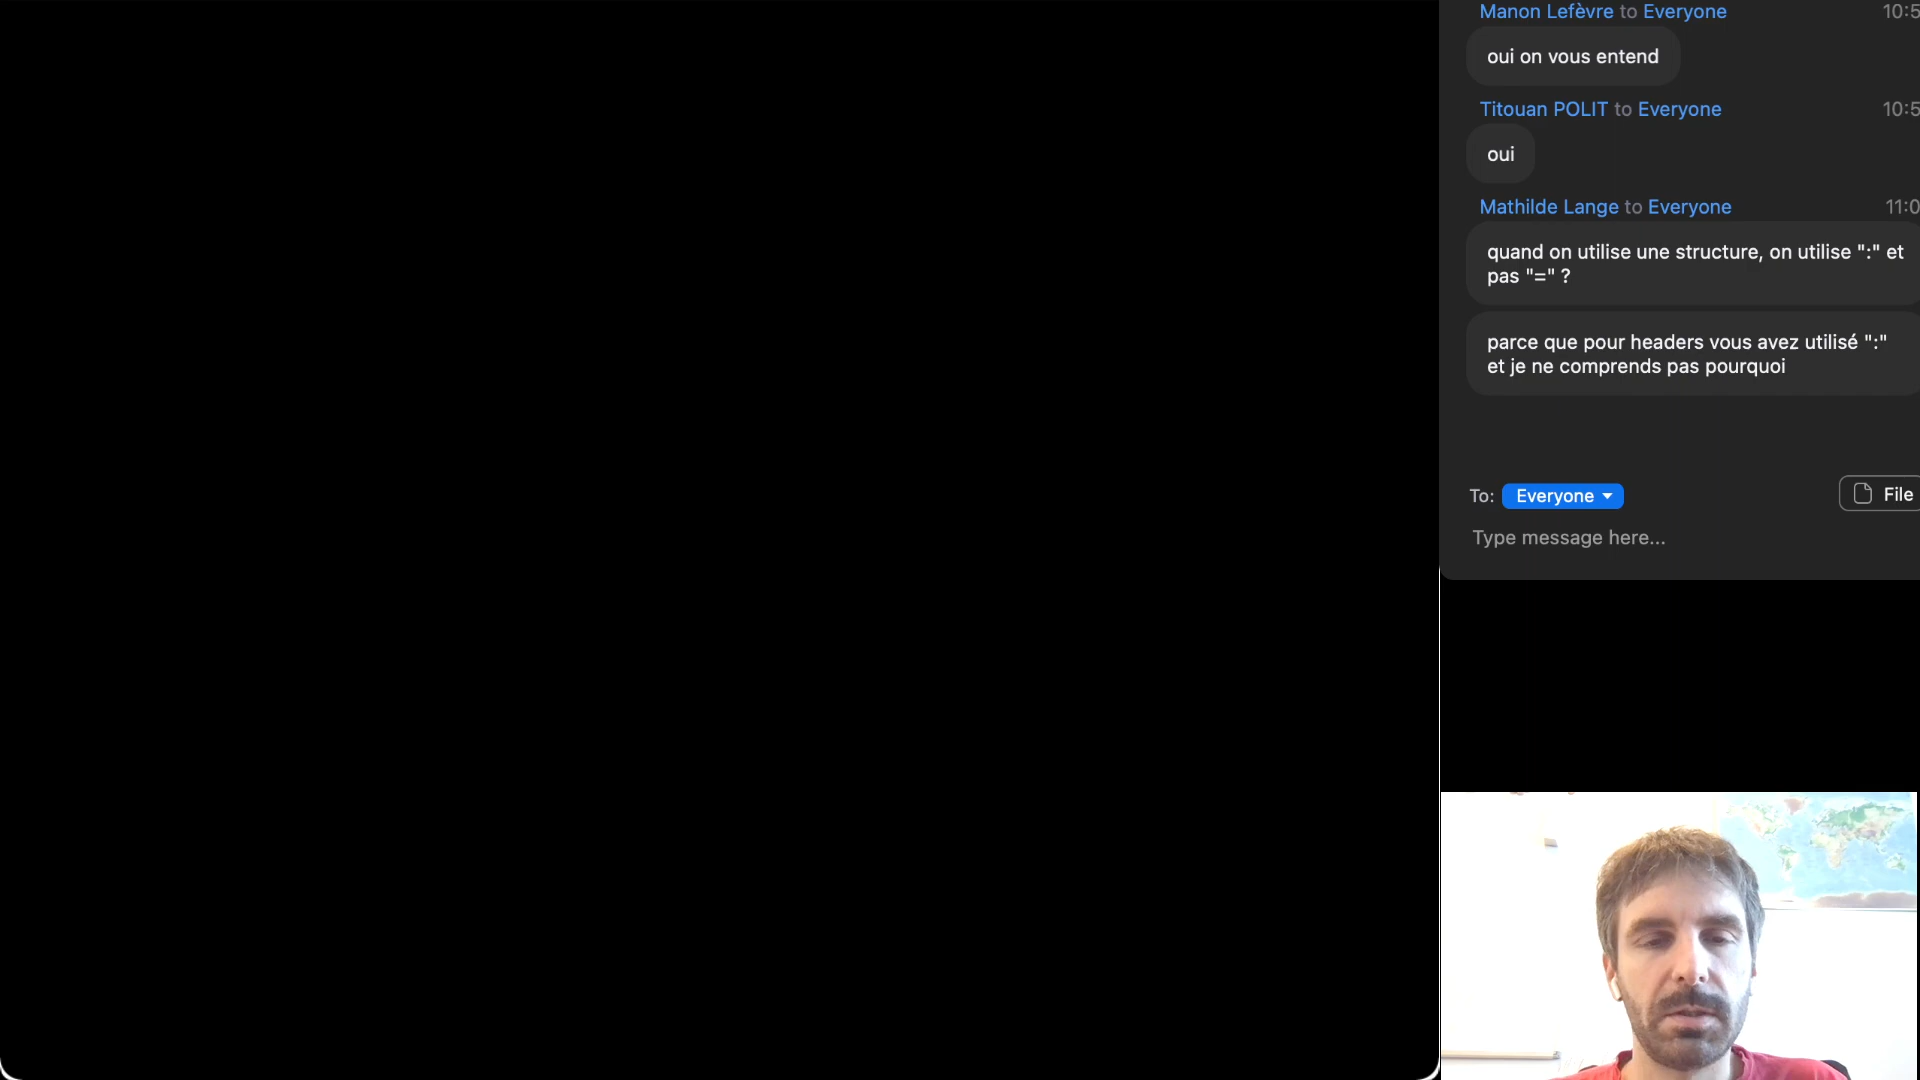 Manon Lefèvre to Everyone 10:5
oui on vous entend
Titouan POLIT to Everyone 10:5
oui
Mathilde Lange to Everyone 11:0
quand on utilise une structure, on utilise ":" et
pas "=" ?
parce que pour headers vous avez utilisé ":"
et je ne comprends pas pourquoi
To: Everyone File
Type message here...